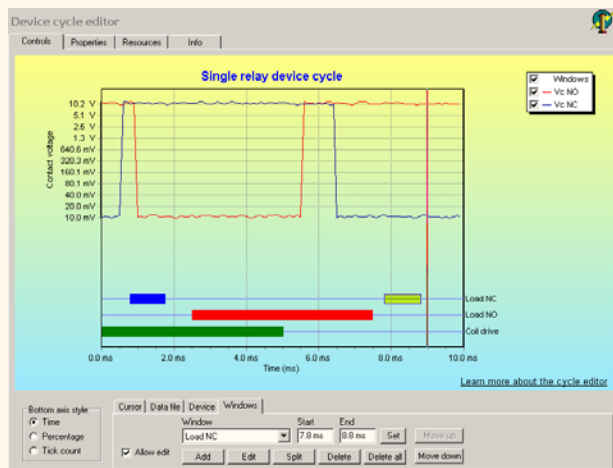 Device cycle editor
Controls Properties Resources Info
Single relay device cycle
Windows
Vc NO
Vc NC
Contact voltage
10.2 V
5.1 V
2.6 V
1.3 V
640.6 mV
320.3 mV
160.1 mV
80.1 mV
40.0 mV
20.0 mV
10.0 mV
Load NC
Load NO
Coil drive
0.0 ms 2.0 ms 4.0 ms 6.0 ms 8.0 ms 10.0 ms
Time (ms)
Learn more about the cycle editor
Bottom axis style
Time
Percentage
Tick count
Cursor Data file Device Windows
Window Start End
Load NC 7.8 ms 8.8 ms Set Move up
Allow edit Add Edit Split Delete Delete all Move down